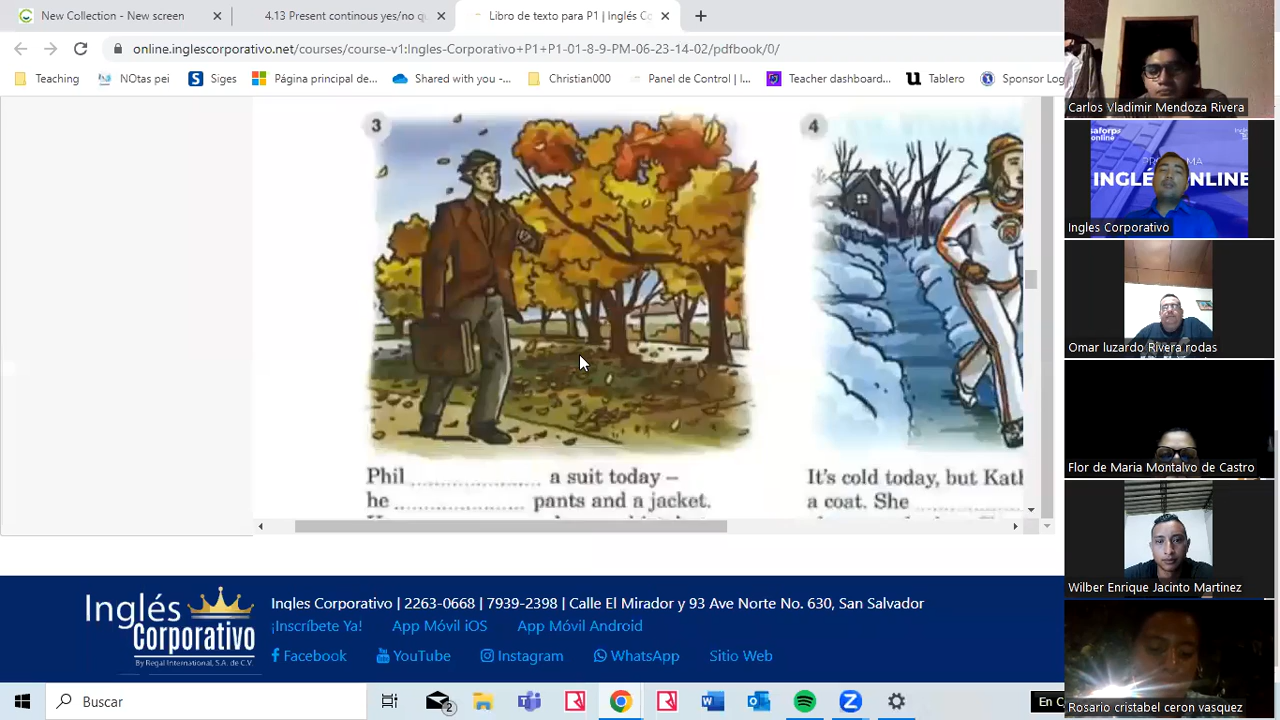 New Collection - New screen
4.13 Present continous yes/no q
Libro de texto para P1 | Inglés Co
online.inglescorporativo.net/courses/course-v1:Ingles-Corporativo+P1+P1-01-8-9-PM-06-23-14-02/pdfbook/0/
Teaching
NOtas pei
Siges
Página principal de...
Shared with you -...
Christian000
Panel de Control | I...
Teacher dashboard...
Tablero
Sponsor Log
3
4
Phil .......................... a suit today –
he .......................... pants and a jacket.
It's cold today, but Kath
a coat. She
Inglés
Corporativo
By Regal International, S.A. de C.V.
Ingles Corporativo | 2263-0668 | 7939-2398 | Calle El Mirador y 93 Ave Norte No. 630, San Salvador
¡Inscríbete Ya!
App Móvil iOS
App Móvil Android
Facebook
YouTube
Instagram
WhatsApp
Sitio Web
Buscar
2
En C
Carlos Vladimir Mendoza Rivera
saforp
online
INGLÉ
ONLINE
Ingles Corporativo
Omar luzardo Rivera rodas
Flor de Maria Montalvo de Castro
Wilber Enrique Jacinto Martinez
Rosario cristabel ceron vasquez